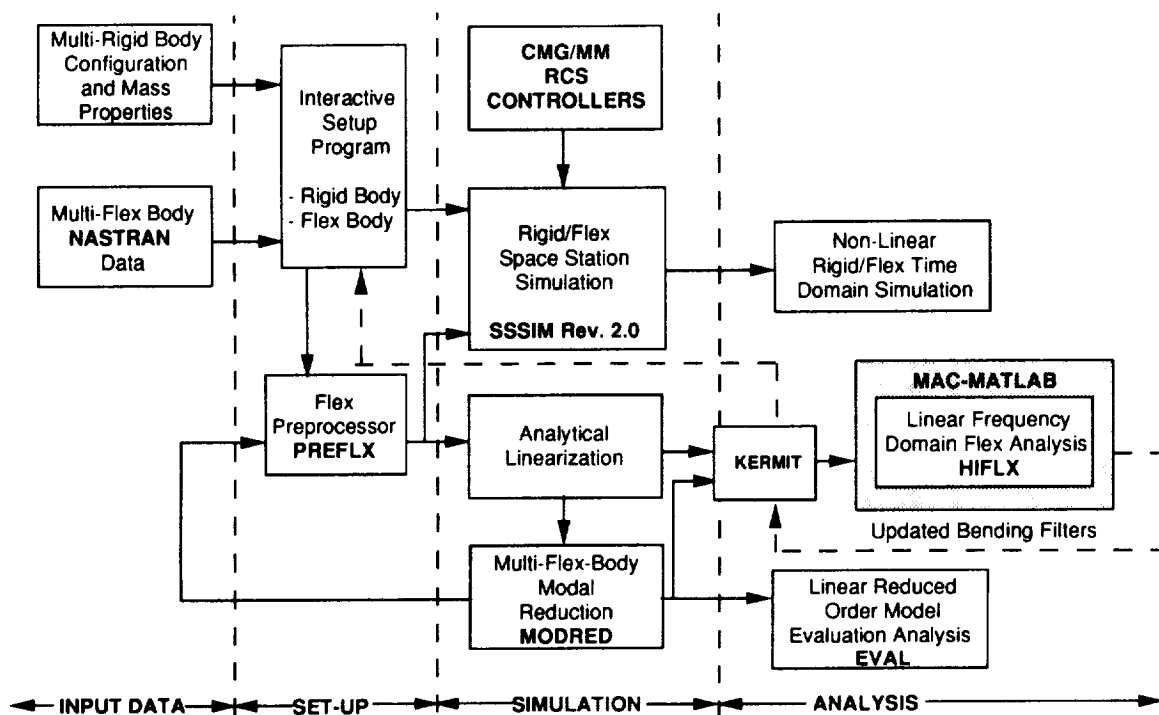 Multi-Rigid Body
Configuration
and Mass
Properties
Multi-Flex Body
NASTRAN
Data
Interactive
Setup
Program
- Rigid Body
- Flex Body
Flex
Preprocessor
PREFLX
CMG/MM
RCS
CONTROLLERS
Rigid/Flex
Space Station
Simulation
SSSIM Rev. 2.0
Analytical
Linearization
Multi-Flex-Body
Modal
Reduction
MODRED
Non-Linear
Rigid/Flex Time
Domain Simulation
KERMIT
MAC-MATLAB
Linear Frequency
Domain Flex Analysis
HIFLX
Updated Bending Filters
Linear Reduced
Order Model
Evaluation Analysis
EVAL
INPUT DATA
SET-UP
SIMULATION
ANALYSIS